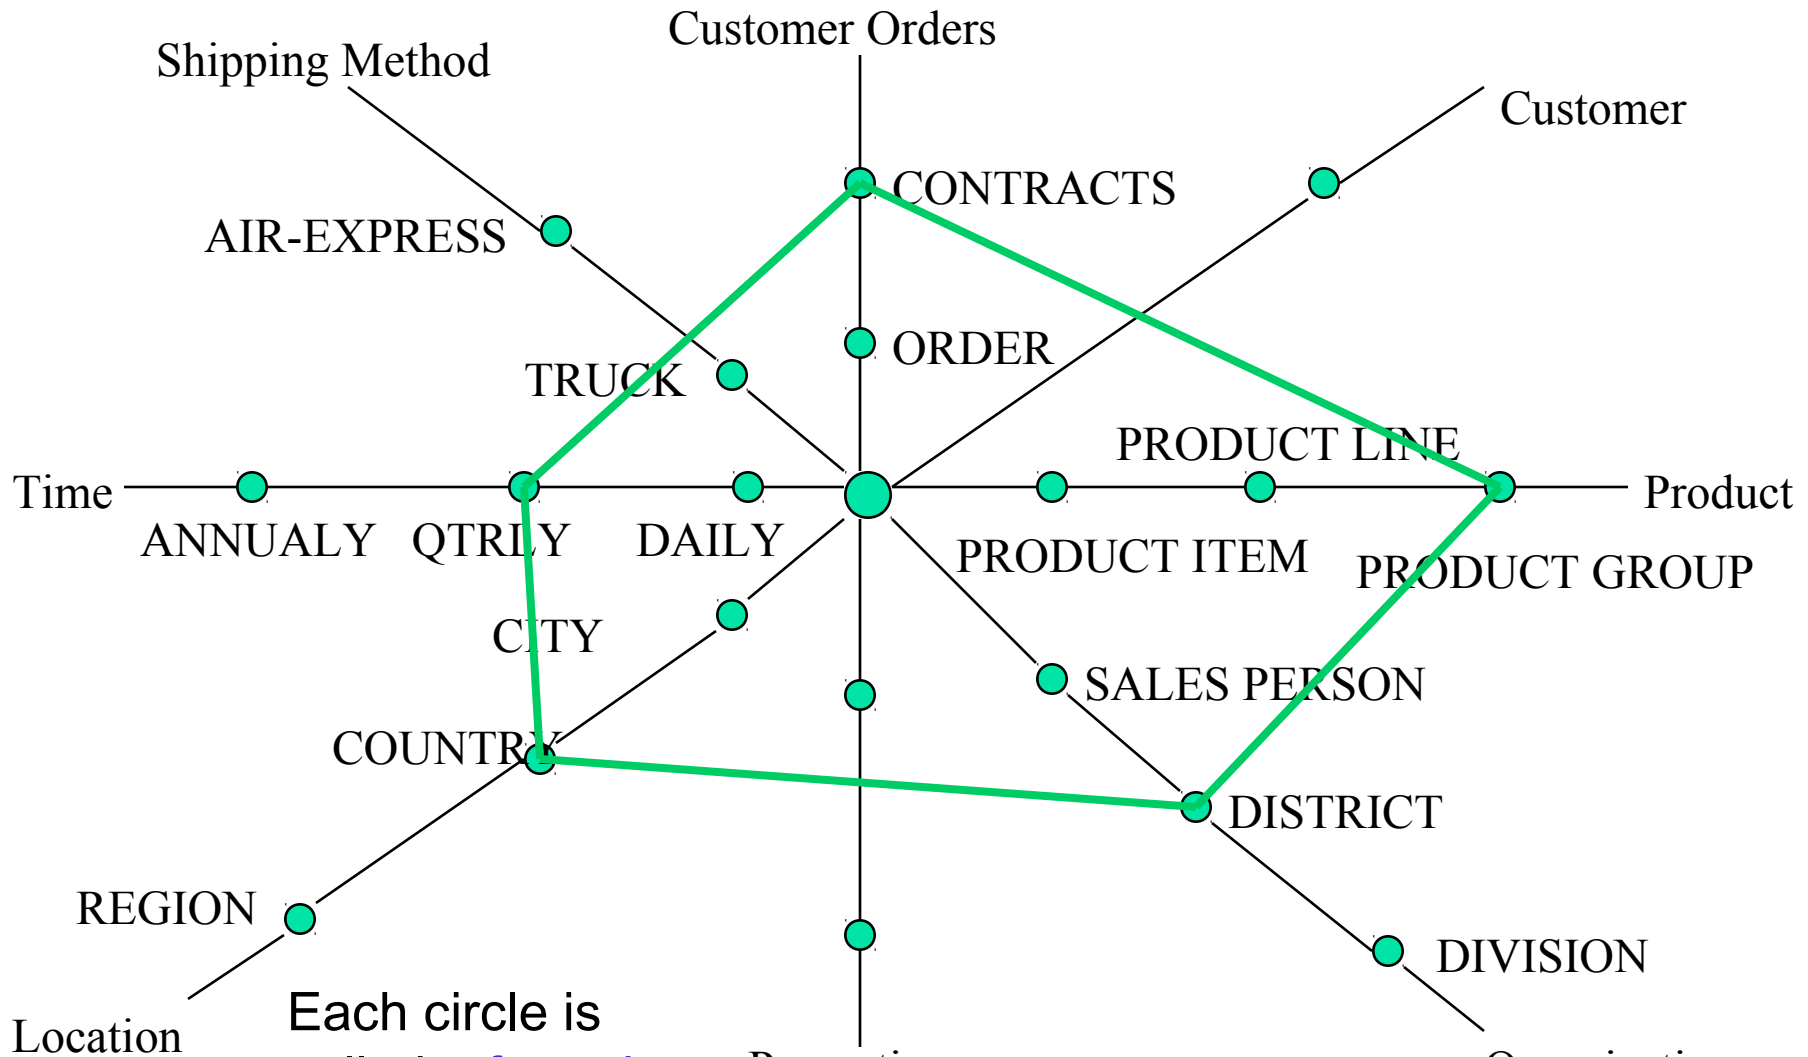 Customer Orders
Shipping Method
Customer
CONTRACTS
AIR-EXPRESS
ORDER
TRUCK
PRODUCT LINE
Time
Product
ANNUALY
QTRLY
DAILY
PRODUCT ITEM
PRODUCT GROUP
CITY
SALES PERSON
COUNTRY
DISTRICT
REGION
DIVISION
Each circle is
Location